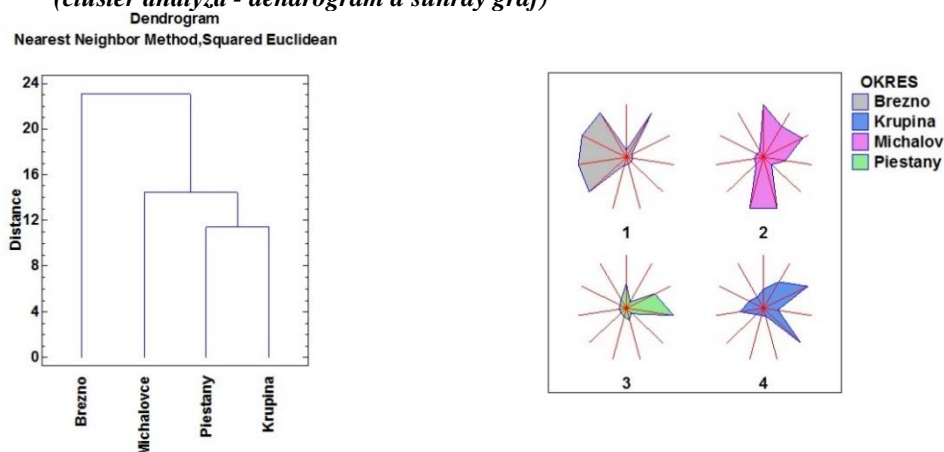 (cluster analýza - dendrogram a sunray graf)
Dendrogram
Nearest Neighbor Method,Squared Euclidean
24
20
16
12
8
4
0
Distance
Brezno
Michalovce
Piestany
Krupina
1
2
3
4
OKRES
Brezno
Krupina
Michalov
Piestany